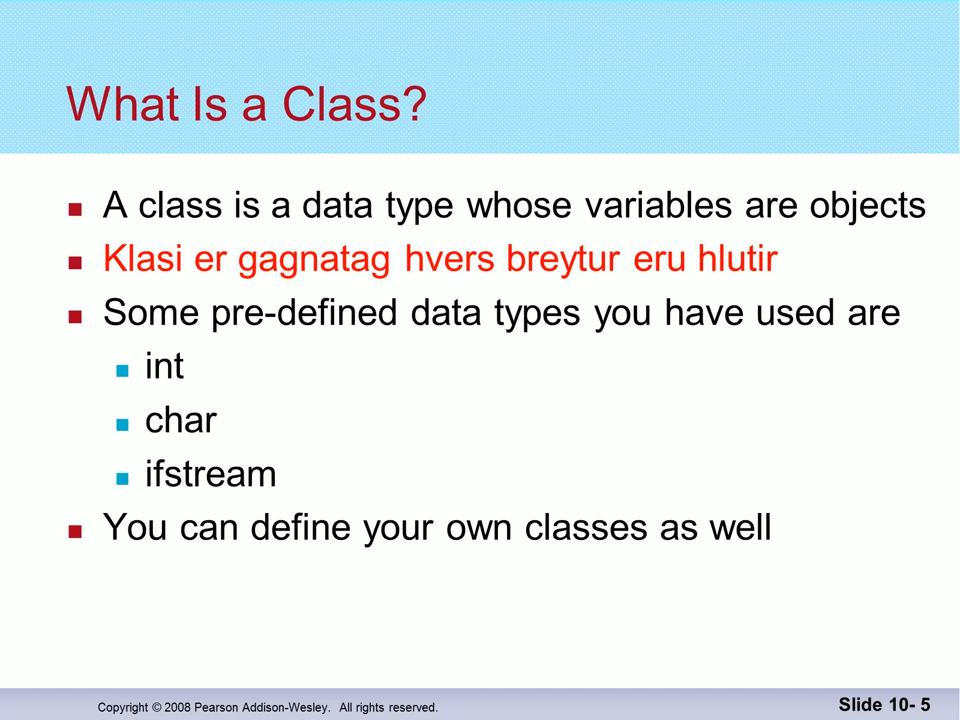 What Is a Class?
A class is a data type whose variables are objects
Klasi er gagnatag hvers breytur eru hlutir
Some pre-defined data types you have used are
int
char
ifstream
You can define your own classes as well
Copyright © 2008 Pearson Addison-Wesley. All rights reserved.
Slide 10- 5